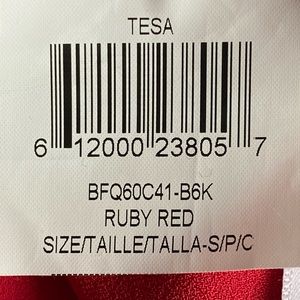 TESA
6 12000 23805 7
BFQ60C41-B6K
RUBY RED
SIZE/TAILLE/TALLA-S/P/C